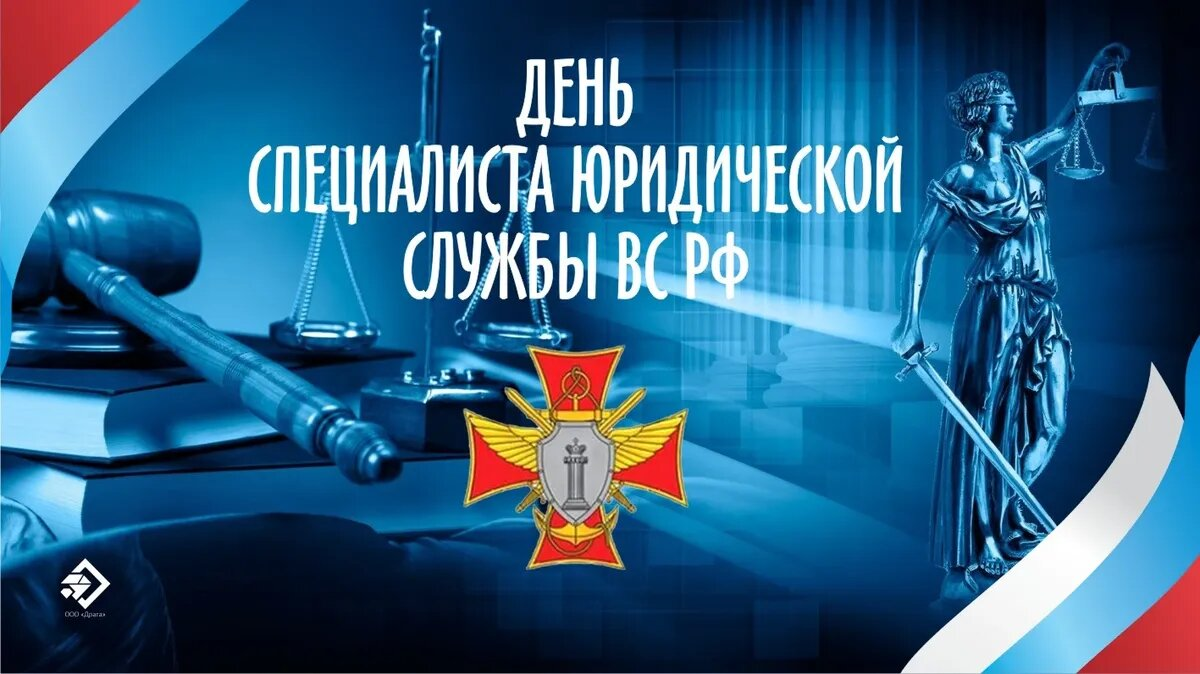 ДЕНЬ
СПЕЦИАЛИСТА ЮРИДИЧЕСКОЙ
СЛУЖБЫ ВС РФ
ООО «Драга»